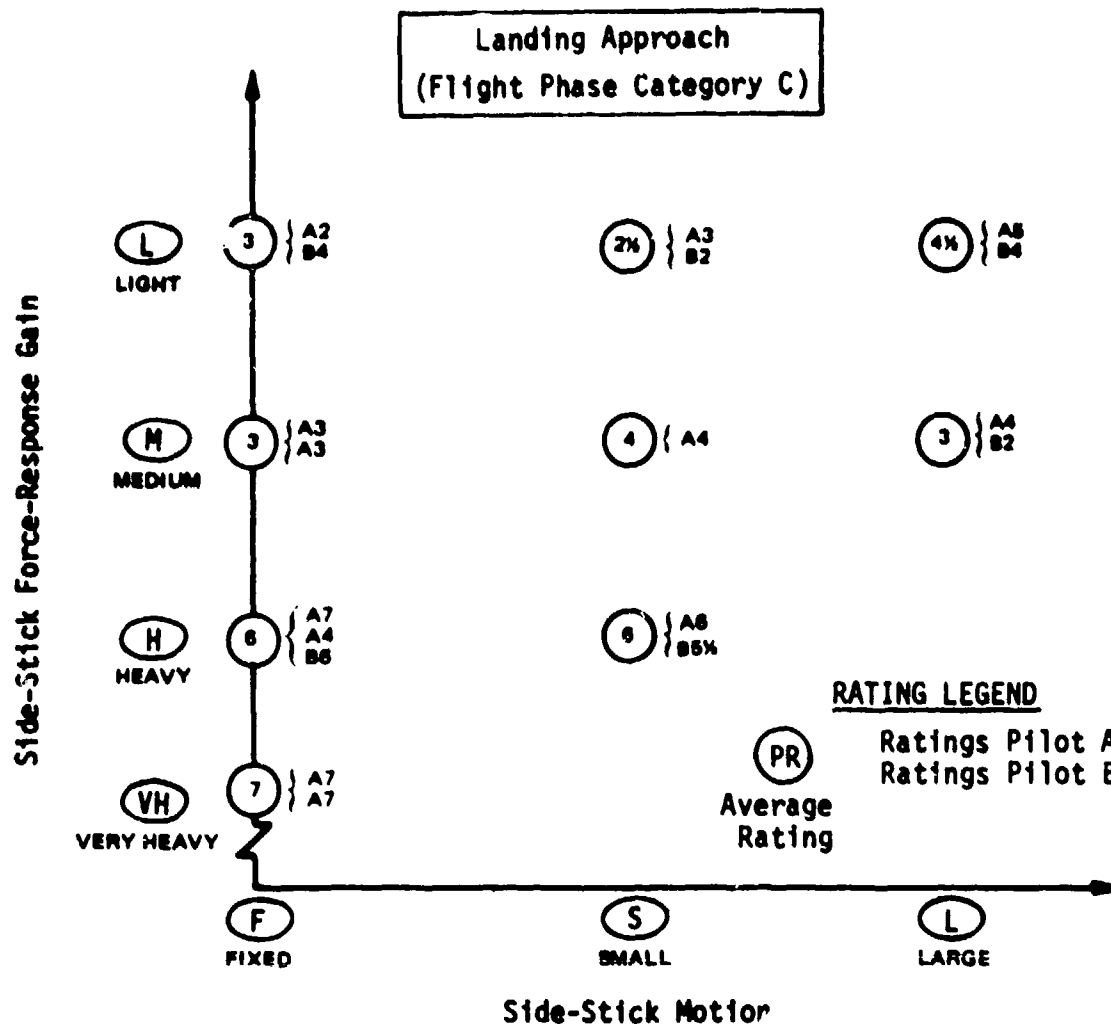 Landing Approach
(Flight Phase Category C)
Side-Stick Force-Response Gain
L
LIGHT
3
A2
B4
2½
A3
B2
4½
A5
B4
M
MEDIUM
3
A3
A3
4
A4
3
A4
B2
H
HEAVY
6
A7
A4
B6
6
A6
B5½
VH
VERY HEAVY
7
A7
A7
RATING LEGEND
PR
Ratings Pilot A
Ratings Pilot B
Average
Rating
F
FIXED
S
SMALL
L
LARGE
Side-Stick Motion